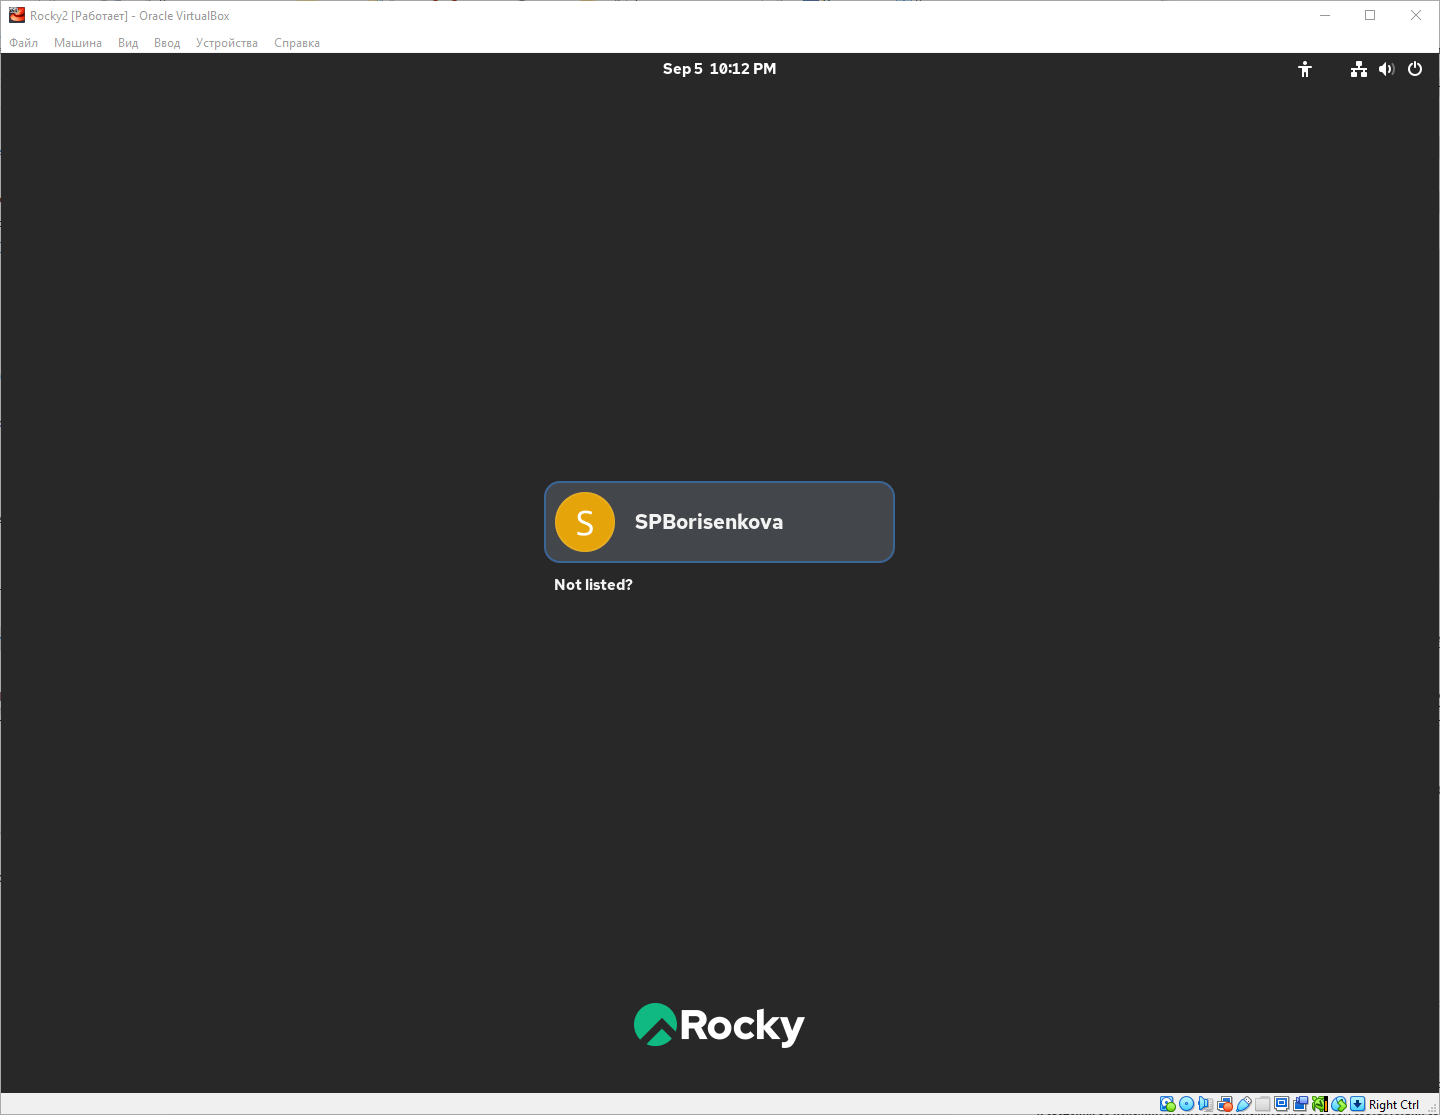 Rocky2 [Работает] - Oracle VirtualBox
Файл Машина Вид Ввод Устройства Справка
Sep 5 10:12 PM
S SPBorisenkova
Not listed?
Rocky
Right Ctrl